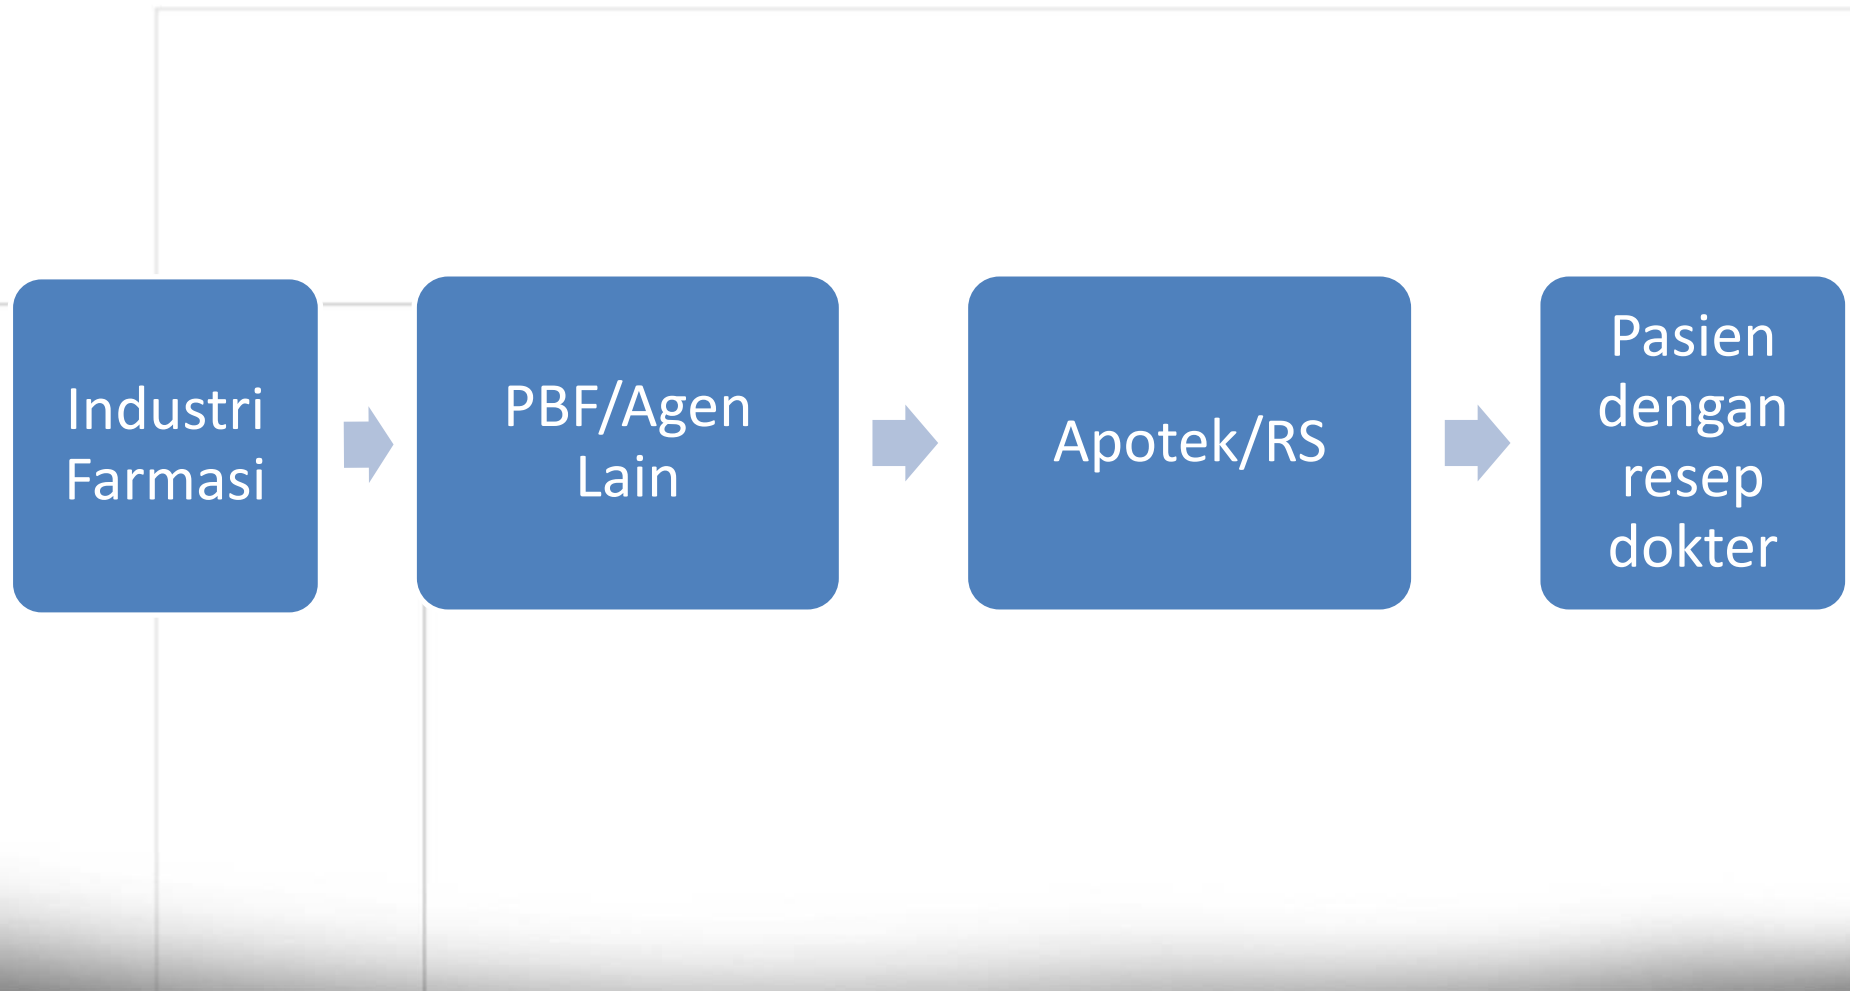 Industri
Farmasi
PBF/Agen
Lain
Apotek/RS
Pasien
dengan
resep
dokter